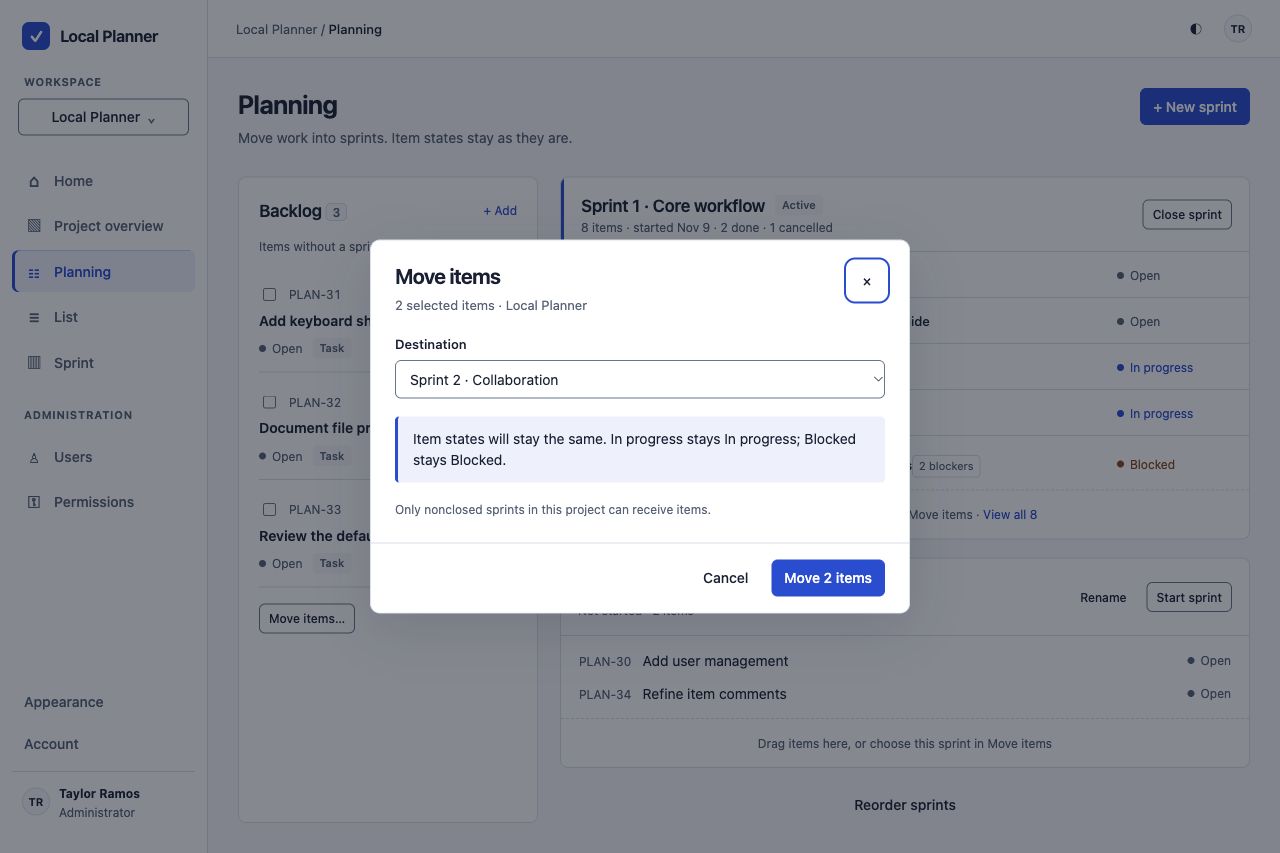 Local Planner
WORKSPACE
Local Planner
Home
Project overview
Planning
List
Sprint
ADMINISTRATION
Users
Permissions
Appearance
Account
TR
Taylor Ramos
Administrator
Local Planner / Planning
TR
Planning
Move work into sprints. Item states stay as they are.
+ New sprint
Backlog 3
+ Add
Items without a spri
PLAN-31
Add keyboard sh
Open Task
PLAN-32
Document file pr
Open Task
PLAN-33
Review the defau
Open Task
Move items...
Sprint 1 · Core workflow Active
8 items · started Nov 9 · 2 done · 1 cancelled
Close sprint
Open
ide Open
In progress
In progress
2 blockers Blocked
Move items · View all 8
Rename
Start sprint
PLAN-30 Add user management Open
PLAN-34 Refine item comments Open
Drag items here, or choose this sprint in Move items
Reorder sprints
Move items
×
2 selected items · Local Planner
Destination
Sprint 2 · Collaboration
Item states will stay the same. In progress stays In progress; Blocked
stays Blocked.
Only nonclosed sprints in this project can receive items.
Cancel
Move 2 items